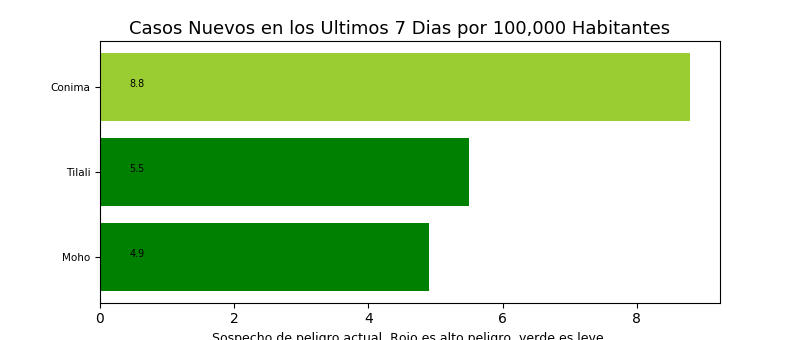 Casos Nuevos en los Ultimos 7 Dias por 100,000 Habitantes
Conima
8.8
Tilali
5.5
Moho
4.9
0 2 4 6 8
Sospecho de peligro actual. Rojo es alto peligro, verde es leve